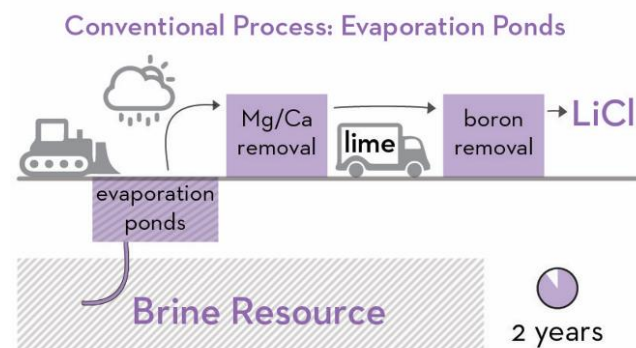 Conventional Process: Evaporation Ponds
Mg/Ca
removal
lime
boron
removal
LiCl
evaporation
ponds
Brine Resource
2 years